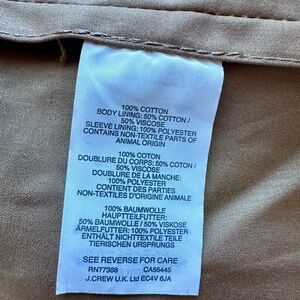 100% COTTON
BODY LINING: 50% COTTON /
50% VISCOSE
SLEEVE LINING: 100% POLYESTER
CONTAINS NON-TEXTILE PARTS OF
ANIMAL ORIGIN
100% COTON
DOUBLURE DU CORPS: 50% COTON /
50% VISCOSE
DOUBLURE DE LA MANCHE:
100% POLYESTER
CONTIENT DES PARTIES
NON-TEXTILES D'ORIGINE ANIMALE
100% BAUMWOLLE
HAUPTTEILFUTTER:
50% BAUMWOLLE / 50% VISKOSE
ÄRMELFUTTER: 100% POLYESTER
ENTHÄLT NICHTTEXTILE TEILE
TIERISCHEN URSPRUNGS
SEE REVERSE FOR CARE
RN77388 CA56445
J.CREW U.K. Ltd EC4V 6JA